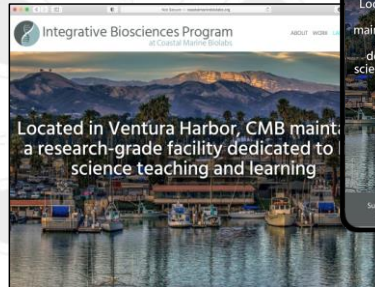 Integrative Biosciences Program
at Coastal Marine Biolabs
ABOUT WORK
Located in Ventura Harbor, CMB
a research-grade facility dedicated to
science teaching and learning